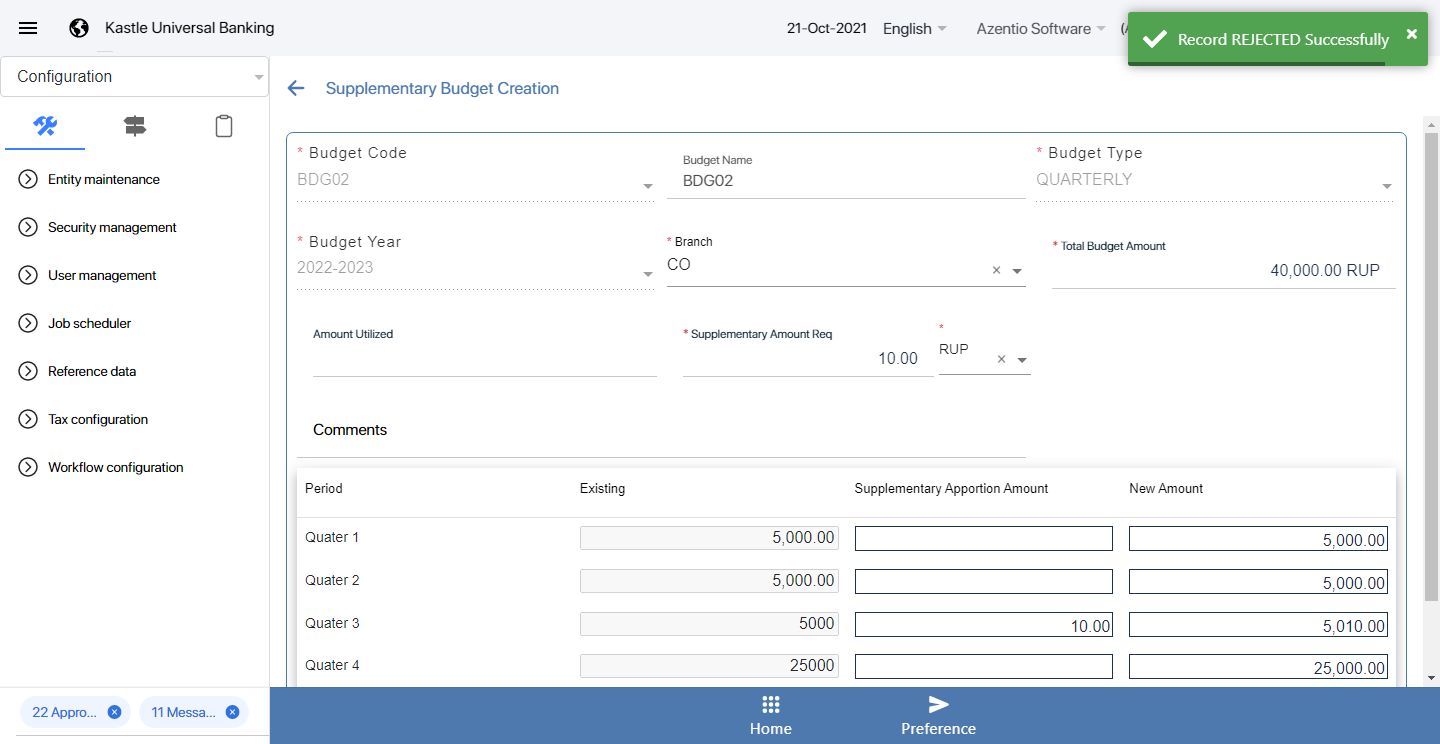 Kastle Universal Banking
21-Oct-2021
English
Azentio Software
Record REJECTED Successfully
Configuration
Entity maintenance
Security management
User management
Job scheduler
Reference data
Tax configuration
Workflow configuration
22 Appro...
11 Messa...
Supplementary Budget Creation
* Budget Code
BDG02
Budget Name
BDG02
* Budget Type
QUARTERLY
* Budget Year
2022-2023
* Branch
CO
* Total Budget Amount
40,000.00 RUP
Amount Utilized
* Supplementary Amount Req
10.00
*
RUP
Comments
Period Existing Supplementary Apportion Amount New Amount
Quater 1 5,000.00 5,000.00
Quater 2 5,000.00 5,000.00
Quater 3 5000 10.00 5,010.00
Quater 4 25000 25,000.00
Home
Preference